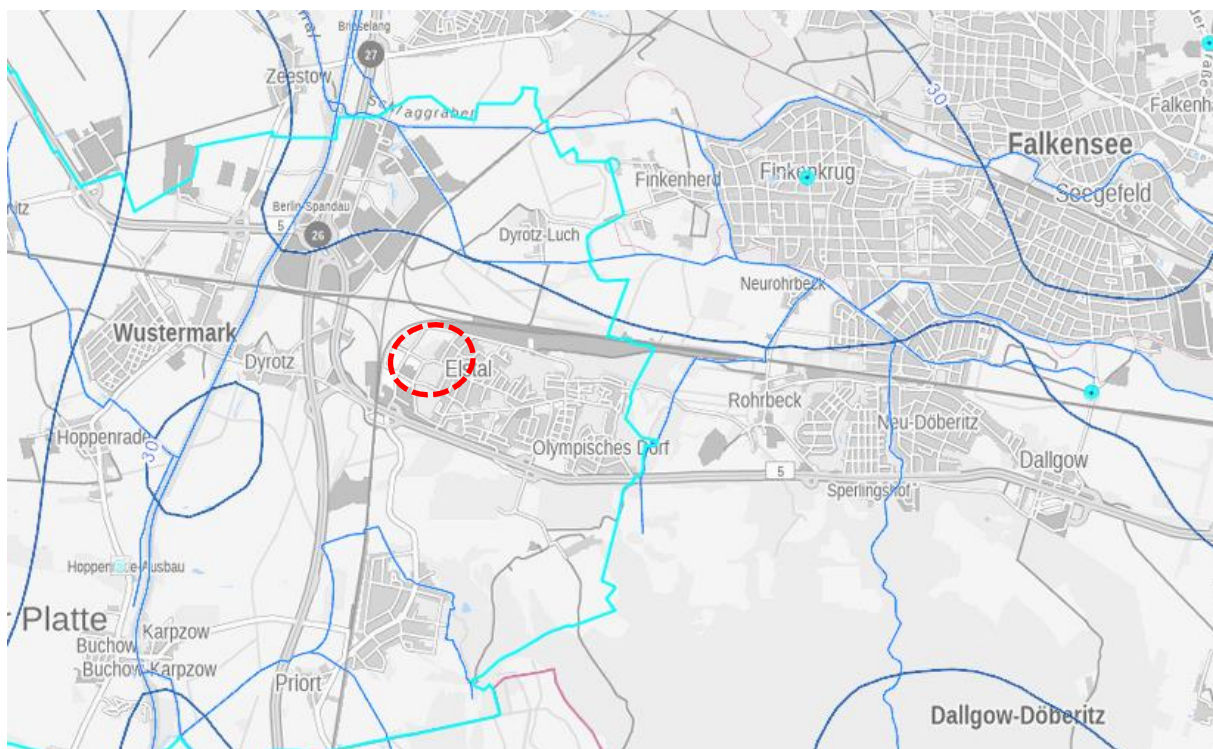 Brieselang
27
Zeestow
Schlaggraben
30
Falkenha
Falkensee
Finkenkrug
Finkenherd
Seegefeld
Berlin-Spandau
5
26
Dyrotz-Luch
Neurohrbeck
Wustermark
Dyrotz
Elstal
Rohrbeck
Neu-Döberitz
Hoppenrade
30
Olympisches Dorf
5
Dallgow
Sperlingshof
Hoppenrade-Ausbau
r Platte
Karpzow
Buchow
Buchow-Karpzow
Priort
Dallgow-Döberitz